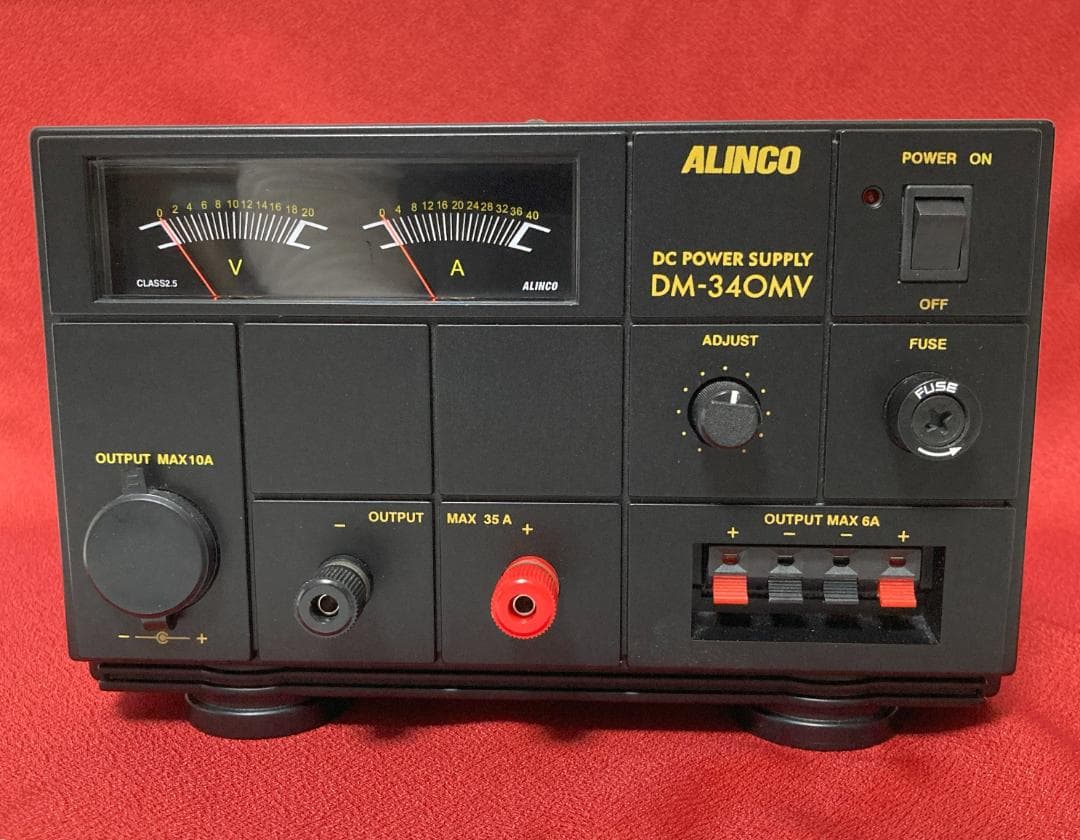 ALINCO
POWER ON
0 2 4 6 8 10 12 14 16 18 20
0 4 8 12 16 20 24 28 32 36 40
V
A
CLASS2.5
ALINCO
DC POWER SUPPLY
DM-340MV
OFF
ADJUST
FUSE
FUSE
OUTPUT MAX10A
- +
- OUTPUT
MAX 35 A +
OUTPUT MAX 6A
+ - - +